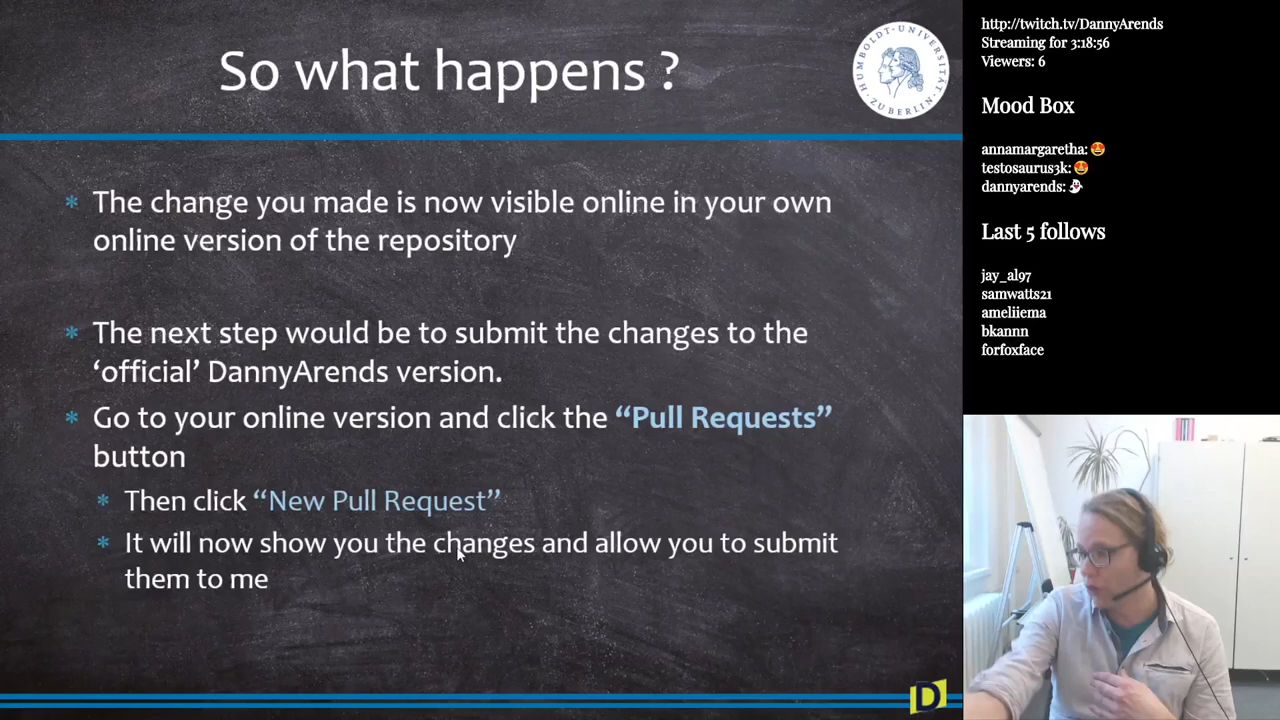 So what happens ?
HUMBOLDT-UNIVERSITÄT ZU BERLIN
* The change you made is now visible online in your own
online version of the repository
* The next step would be to submit the changes to the
‘official’ DannyArends version.
* Go to your online version and click the “Pull Requests”
button
* Then click “New Pull Request”
* It will now show you the changes and allow you to submit
them to me
D
http://twitch.tv/DannyArends
Streaming for 3:18:56
Viewers: 6
Mood Box
annamargaretha: 🤩
testosaurus3k: 🤩
dannyarends: 👻
Last 5 follows
jay_al97
samwatts21
ameliiema
bkannn
forfoxface